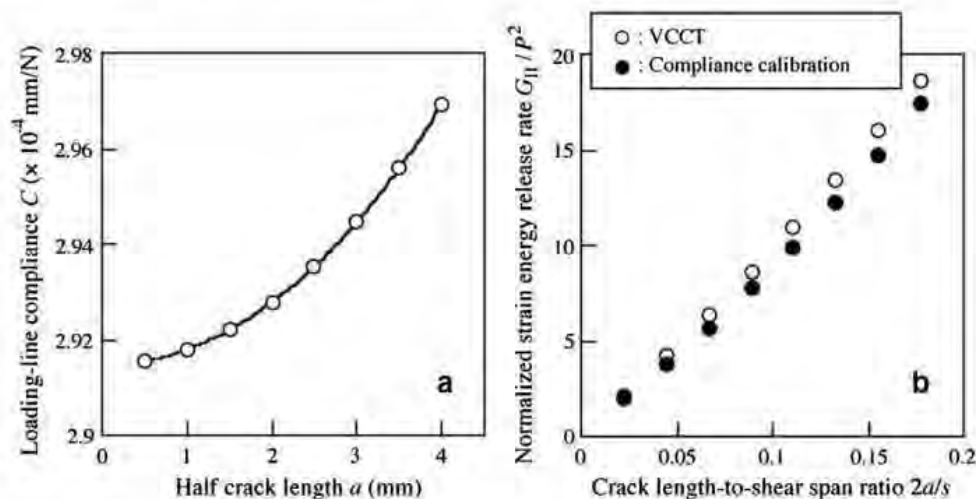 Loading-line compliance C (× 10⁻⁴ mm/N)
2.98
2.96
2.94
2.92
2.9
0
1
2
3
4
Half crack length a (mm)
a
○ : VCCT
● : Compliance calibration
Normalized strain energy release rate G_II / P²
20
15
10
5
0
0
0.05
0.1
0.15
0.2
Crack length-to-shear span ratio 2a/s
b